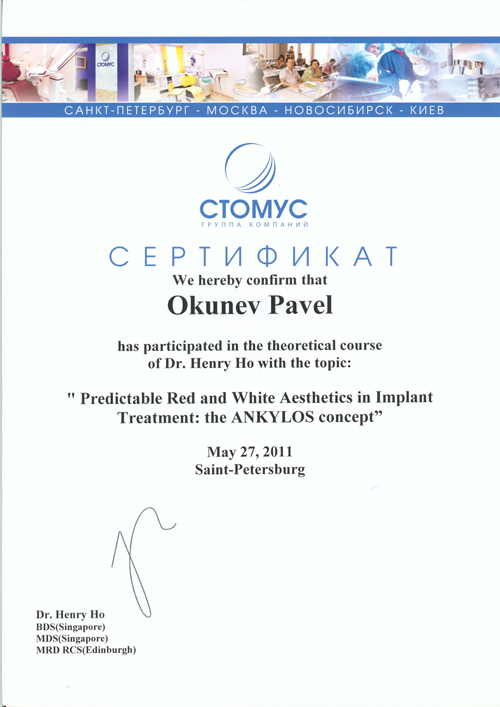 СТОМУС
САНКТ-ПЕТЕРБУРГ - МОСКВА - НОВОСИБИРСК - КИЕВ
СТОМУС
ГРУППА КОМПАНИЙ
СЕРТИФИКАТ
We hereby confirm that
Okunev Pavel
has participated in the theoretical course
of Dr. Henry Ho with the topic:
" Predictable Red and White Aesthetics in Implant
Treatment: the ANKYLOS concept”
May 27, 2011
Saint-Petersburg
Dr. Henry Ho
BDS(Singapore)
MDS(Singapore)
MRD RCS(Edinburgh)